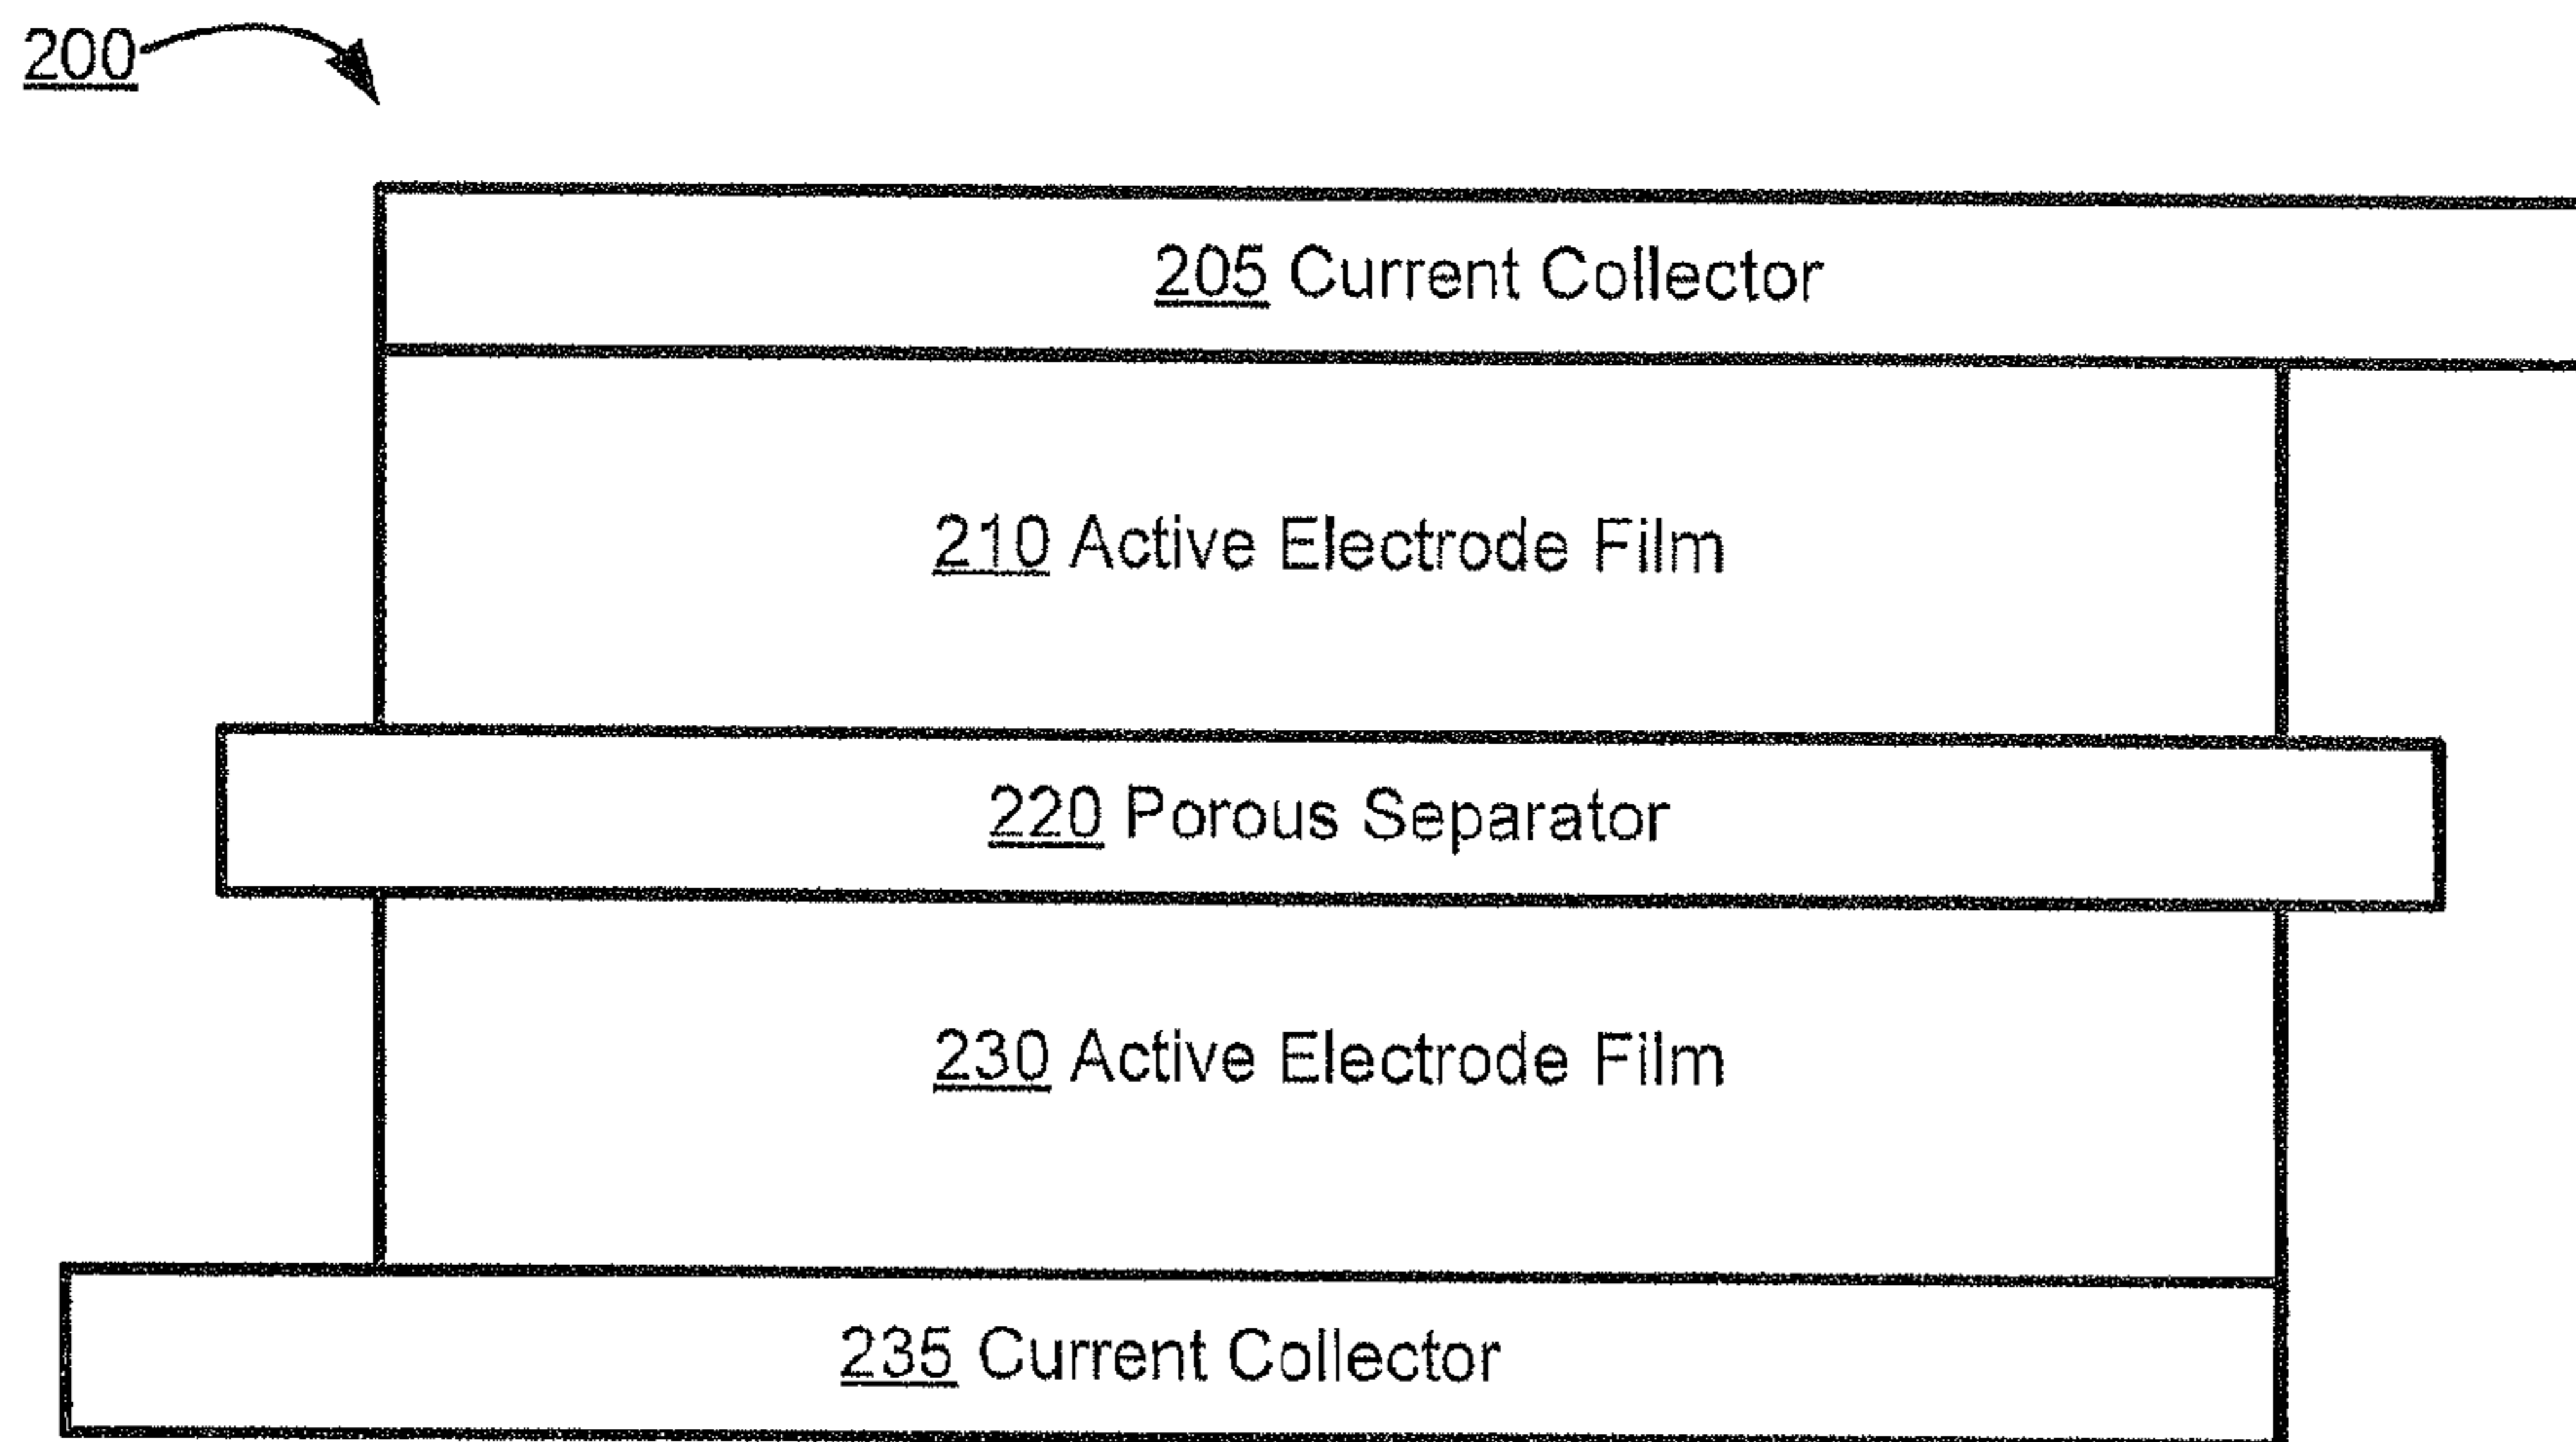 200
205 Current Collector
210 Active Electrode Film
220 Porous Separator
230 Active Electrode Film
235 Current Collector